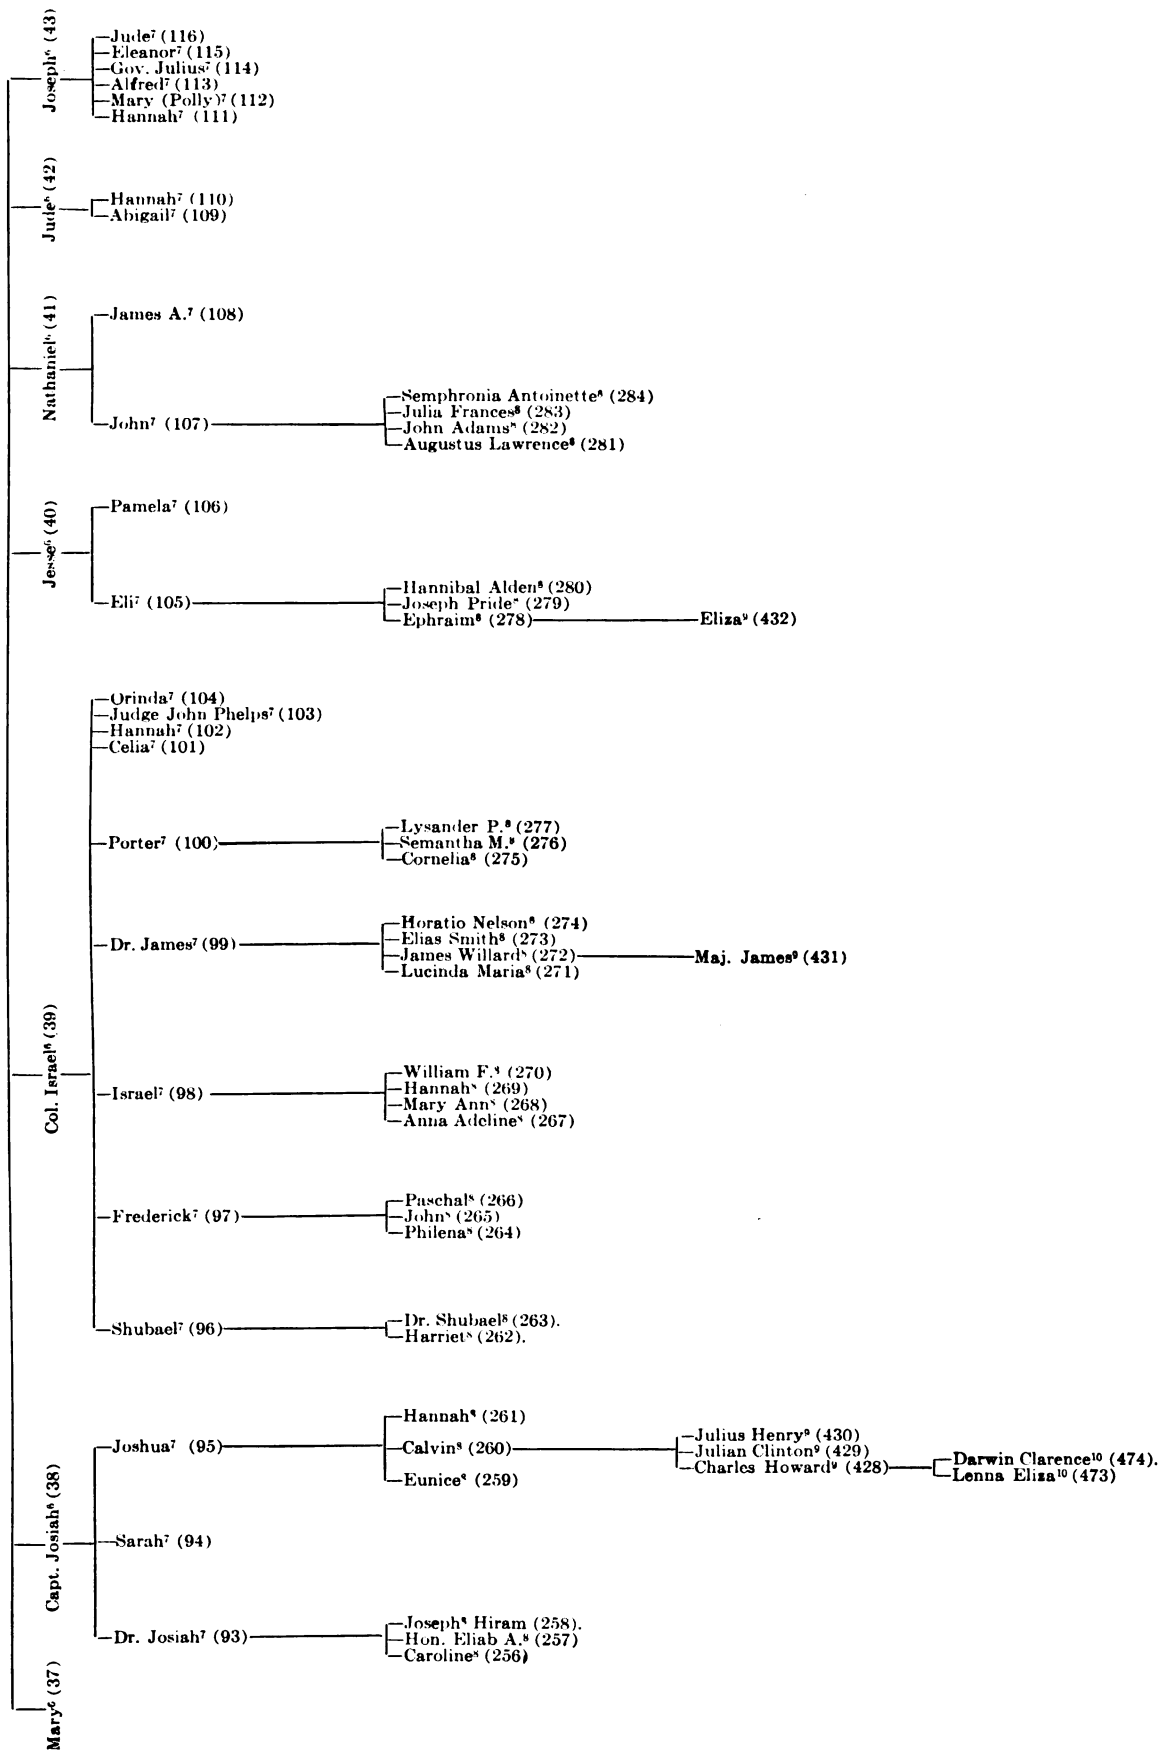 Joseph⁶ (43)
Jude⁷ (116)
Eleanor⁷ (115)
Gov. Julius⁷ (114)
Alfred⁷ (113)
Mary (Polly)⁷ (112)
Hannah⁷ (111)
Jude⁶ (42)
Hannah⁷ (110)
Abigail⁷ (109)
Nathaniel⁶ (41)
James A.⁷ (108)
John⁷ (107)
Semphronia Antoinette⁸ (284)
Julia Frances⁸ (283)
John Adams⁸ (282)
Augustus Lawrence⁸ (281)
Jesse⁶ (40)
Pamela⁷ (106)
Eli⁷ (105)
Hannibal Alden⁸ (280)
Joseph Pride⁸ (279)
Ephraim⁸ (278)
Eliza⁹ (432)
Col. Israel⁶ (39)
Orinda⁷ (104)
Judge John Phelps⁷ (103)
Hannah⁷ (102)
Celia⁷ (101)
Porter⁷ (100)
Lysander P.⁸ (277)
Semantha M.⁸ (276)
Cornelia⁸ (275)
Dr. James⁷ (99)
Horatio Nelson⁸ (274)
Elias Smith⁸ (273)
James Willard⁸ (272)
Lucinda Maria⁸ (271)
Maj. James⁹ (431)
Israel⁷ (98)
William F.⁸ (270)
Hannah⁸ (269)
Mary Ann⁸ (268)
Anna Adeline⁸ (267)
Frederick⁷ (97)
Paschal⁸ (266)
John⁸ (265)
Philena⁸ (264)
Shubael⁷ (96)
Dr. Shubael⁸ (263).
Harriet⁸ (262).
Capt. Josiah⁶ (38)
Joshua⁷ (95)
Hannah⁸ (261)
Calvin⁸ (260)
Eunice⁸ (259)
Julius Henry⁹ (430)
Julian Clinton⁹ (429)
Charles Howard⁹ (428)
Darwin Clarence¹⁰ (474).
Lenna Eliza¹⁰ (473)
Sarah⁷ (94)
Dr. Josiah⁷ (93)
Joseph⁸ Hiram (258).
Hon. Eliab A.⁸ (257)
Caroline⁸ (256)
Mary⁶ (37)